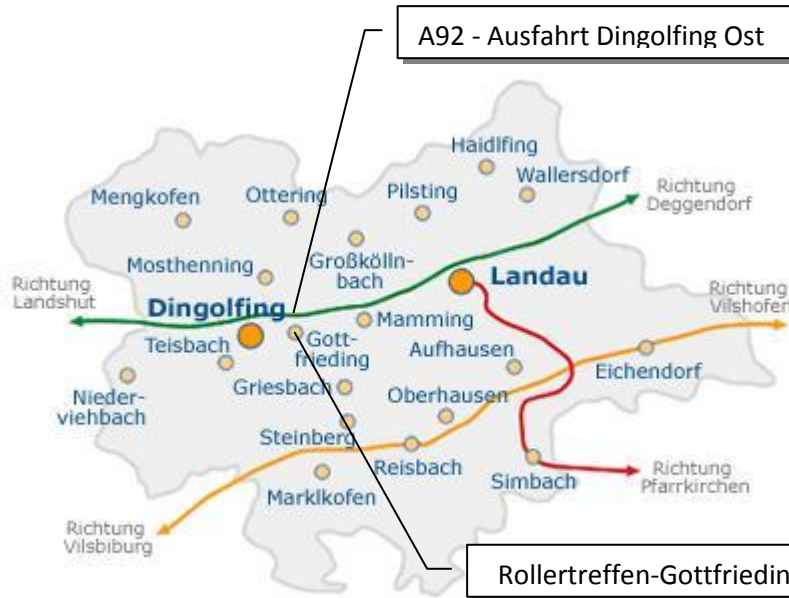 A92 - Ausfahrt Dingolfing Ost
Haidlfing
Wallersdorf
Pilsting
Ottering
Mengkofen
Richtung
Deggendorf
Mosthenning
Großkölln-
bach
Landau
Richtung
Landshut
Dingolfing
Richtung
Vilshofen
Mamming
Gott-
frieding
Teisbach
Aufhausen
Eichendorf
Nieder-
viehbach
Griesbach
Oberhausen
Steinberg
Reisbach
Simbach
Marklkofen
Richtung
Pfarrkirchen
Richtung
Vilsbiburg
Rollertreffen-Gottfriedin